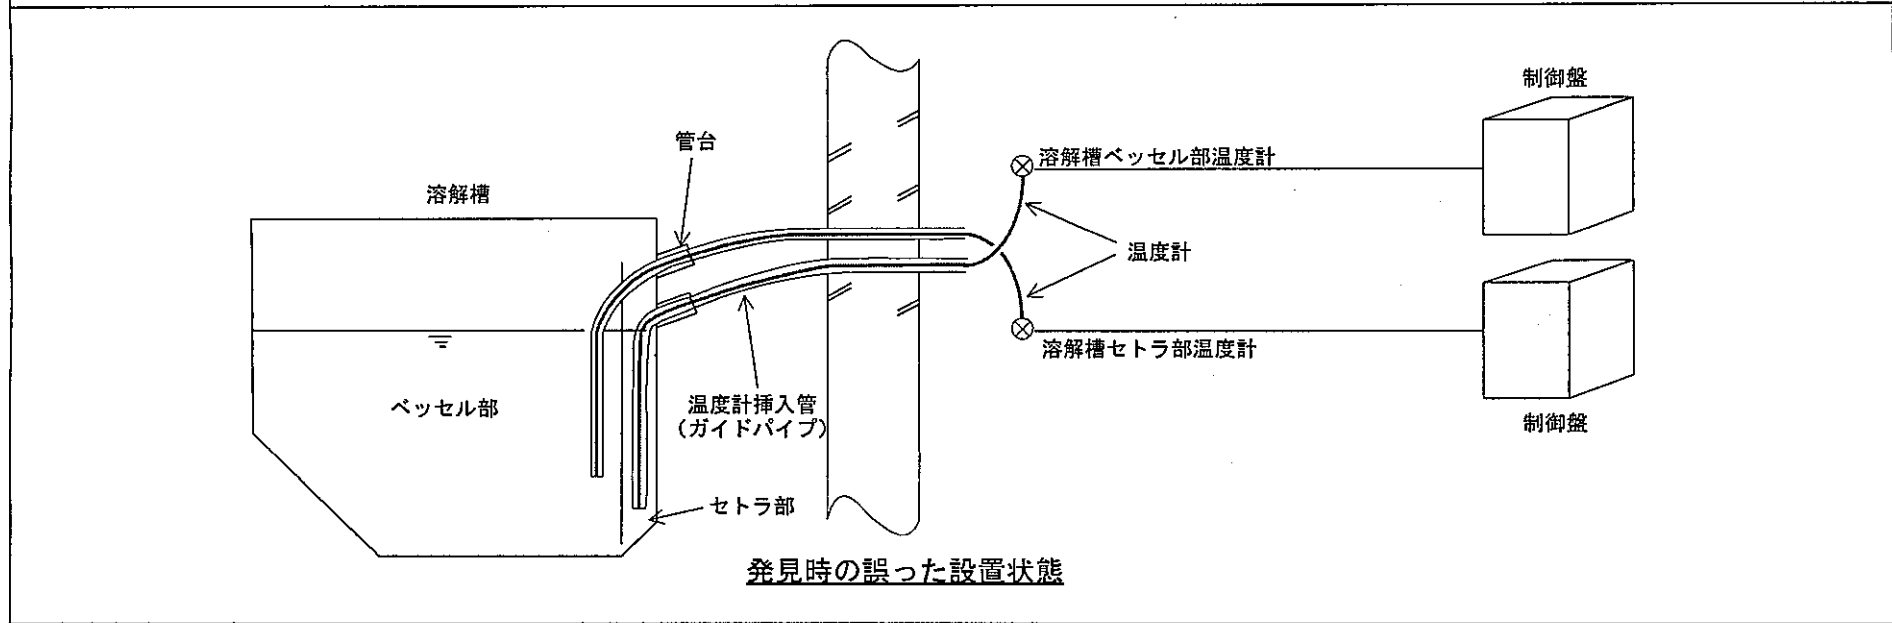 制御盤
管台
溶解槽ベッセル部温度計
溶解槽
温度計
溶解槽セトラ部温度計
ベッセル部
温度計挿入管
(ガイドパイプ)
制御盤
セトラ部
発見時の誤った設置状態